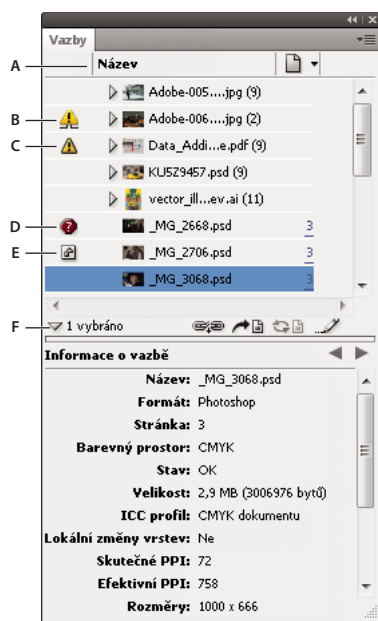 Vazby
A
Název
Adobe-005....jpg (9)
B
Adobe-006....jpg (2)
C
Data_Addi...e.pdf (9)
KU5Z9457.psd (9)
vector_ill...ev.ai (11)
D
_MG_2668.psd 3
E
_MG_2706.psd 3
_MG_3068.psd 3
F
1 vybráno
Informace o vazbě
Název: _MG_3068.psd
Formát: Photoshop
Stránka: 3
Barevný prostor: CMYK
Stav: OK
Velikost: 2,9 MB (3006976 bytů)
ICC profil: CMYK dokumentu
Lokální změny vrstev: Ne
Skutečné PPI: 72
Efektivní PPI: 758
Rozměry: 1000 x 666